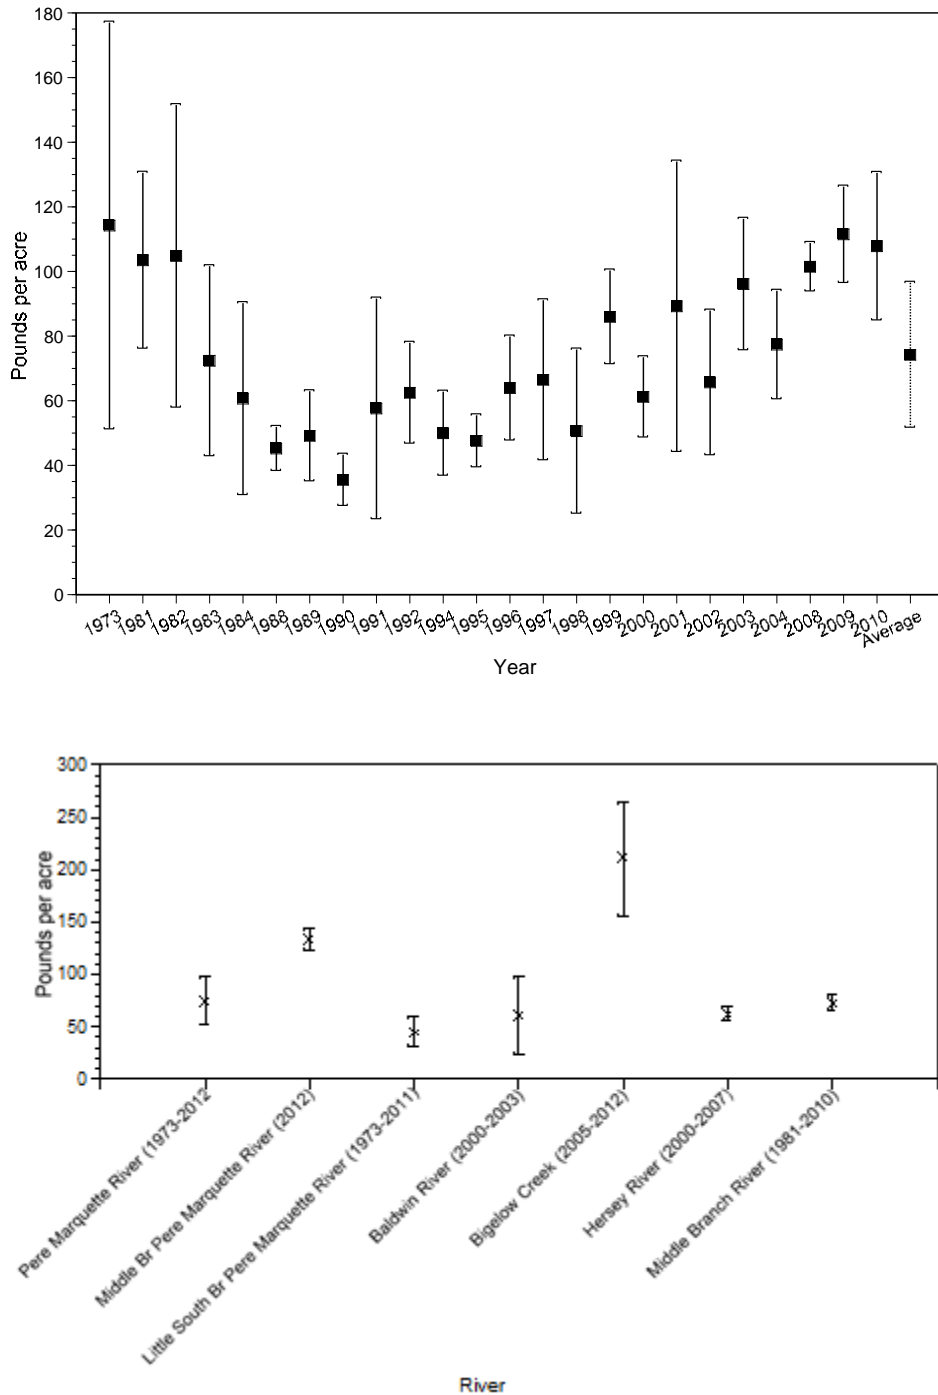 180
160
140
120
100
80
60
40
20
0
Pounds per acre
1973 1981 1982 1983 1984 1988 1989 1990 1991 1992 1994 1995 1996 1997 1998 1999 2000 2001 2002 2003 2004 2008 2009 2010 Average
Year
300
250
200
150
100
50
0
Pounds per acre
Pere Marquette River (1973-2012
Middle Br Pere Marquette River (2012)
Little South Br Pere Marquette River (1973-2011)
Baldwin River (2000-2003)
Bigelow Creek (2005-2012)
Hersey River (2000-2007)
Middle Branch River (1981-2010)
River